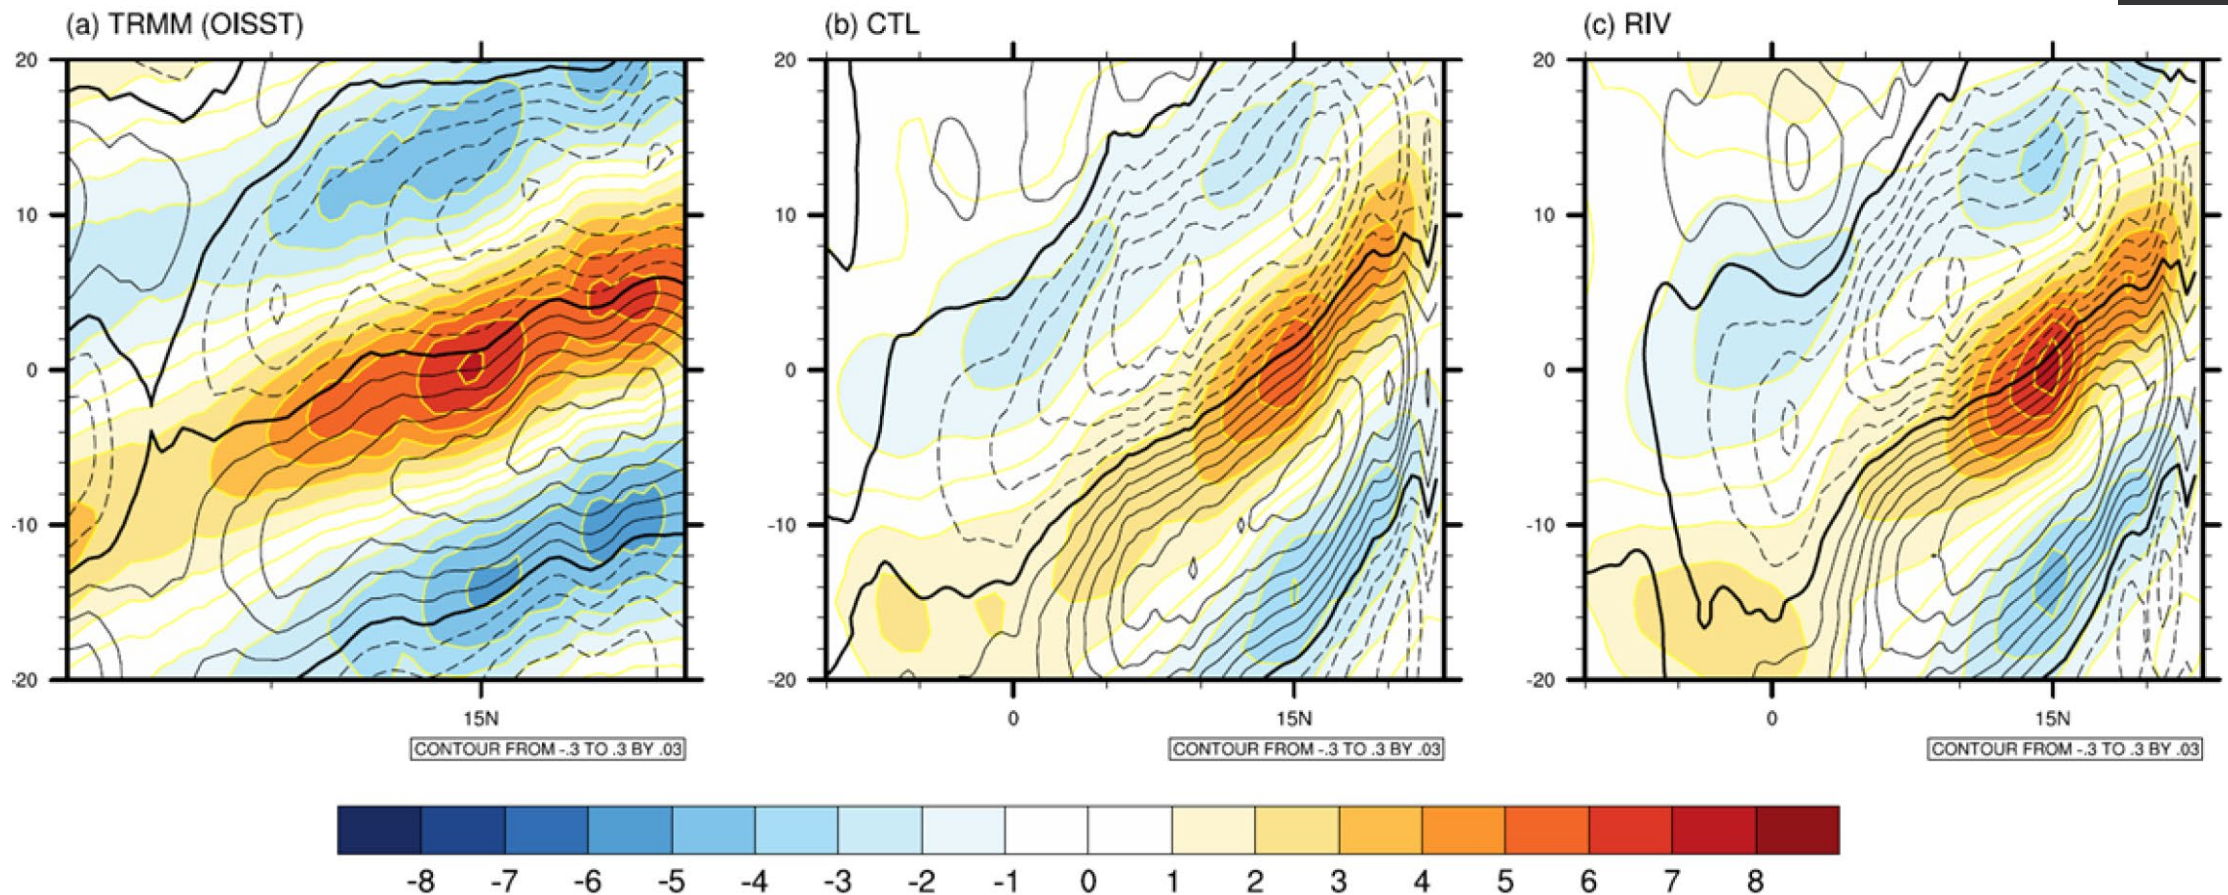 (a) TRMM (OISST)
20
10
0
-10
-20
15N
CONTOUR FROM -.3 TO .3 BY .03
(b) CTL
20
10
0
-10
-20
0 15N
CONTOUR FROM -.3 TO .3 BY .03
(c) RIV
20
10
0
-10
-20
0 15N
CONTOUR FROM -.3 TO .3 BY .03
-8 -7 -6 -5 -4 -3 -2 -1 0 1 2 3 4 5 6 7 8